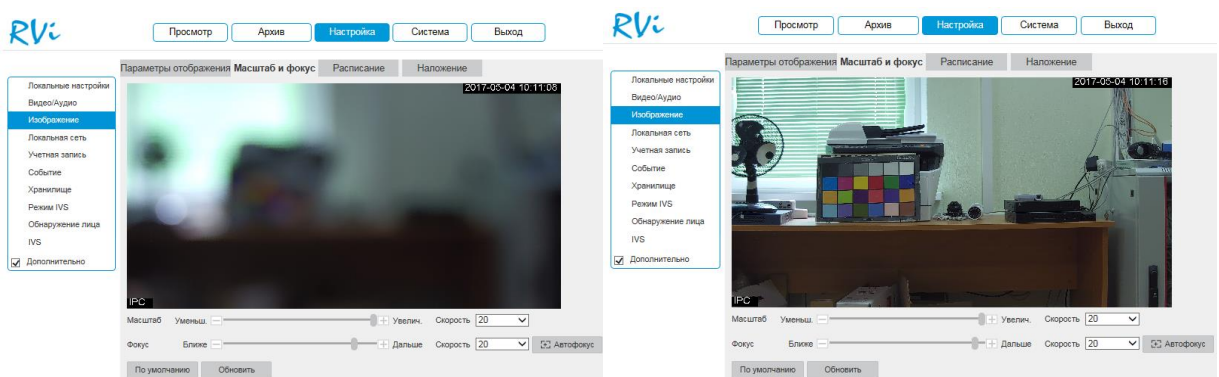 RVi
Просмотр Архив Настройка Система Выход
Параметры отображения Масштаб и фокус Расписание Наложение
Локальные настройки
Видео/Аудио
Изображение
Локальная сеть
Учетная запись
Событие
Хранилище
Режим IVS
Обнаружение лица
IVS
Дополнительно
2017-05-04 10:11:08
IPC
Масштаб Уменьш. Увелич. Скорость 20
Фокус Ближе Дальше Скорость 20 Автофокус
По умолчанию Обновить
RVi
Просмотр Архив Настройка Система Выход
Параметры отображения Масштаб и фокус Расписание Наложение
Локальные настройки
Видео/Аудио
Изображение
Локальная сеть
Учетная запись
Событие
Хранилище
Режим IVS
Обнаружение лица
IVS
Дополнительно
2017-05-04 10:11:16
IPC
Масштаб Уменьш. Увелич. Скорость 20
Фокус Ближе Дальше Скорость 20 Автофокус
По умолчанию Обновить